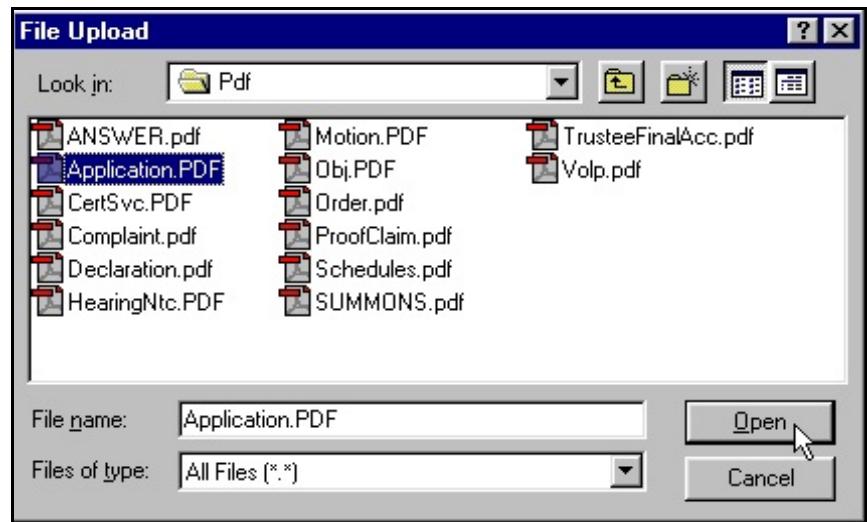 File Upload
Look in: Pdf
ANSWER.pdf Motion.PDF TrusteeFinalAcc.pdf
Application.PDF Obj.PDF Volp.pdf
CertSvc.PDF Order.pdf
Complaint.pdf ProofClaim.pdf
Declaration.pdf Schedules.pdf
HearingNtc.PDF SUMMONS.pdf
File name: Application.PDF Open
Files of type: All Files (*.*) Cancel